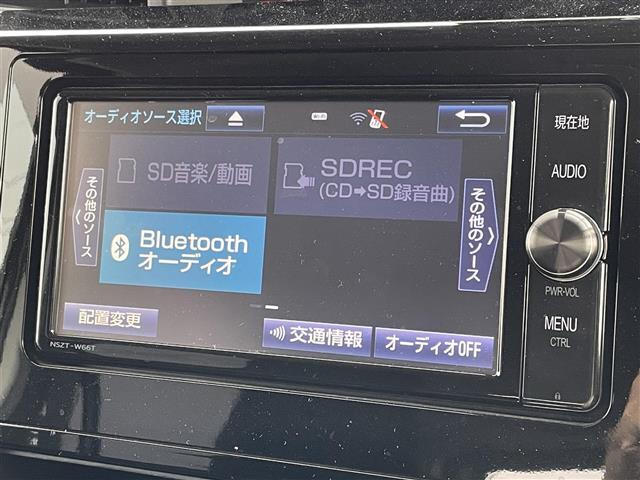 オーディオソース選択
現在地
SD音楽/動画
SDREC
(CD➡SD録音曲)
AUDIO
その他のソース
その他のソース
Bluetooth
オーディオ
PWR-VOL
配置変更
交通情報
オーディオOFF
MENU
CTRL
NSZT-W66T